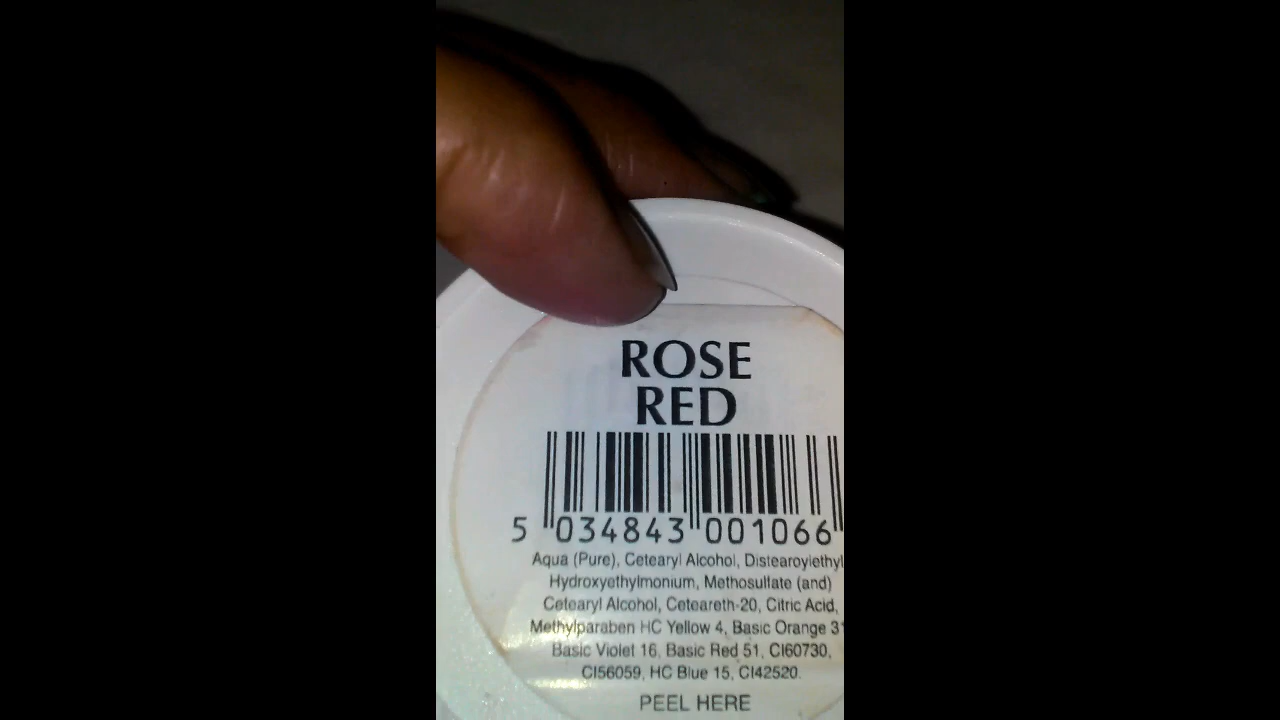 ROSE
RED
5 034843 001066
Aqua (Pure), Cetearyl Alcohol, Distearoylethyl
Hydroxyethylmonium, Methosulfate (and)
Cetearyl Alcohol, Ceteareth-20, Citric Acid,
Methylparaben HC Yellow 4, Basic Orange 31
Basic Violet 16, Basic Red 51, CI60730,
CI56059, HC Blue 15, CI42520.
PEEL HERE